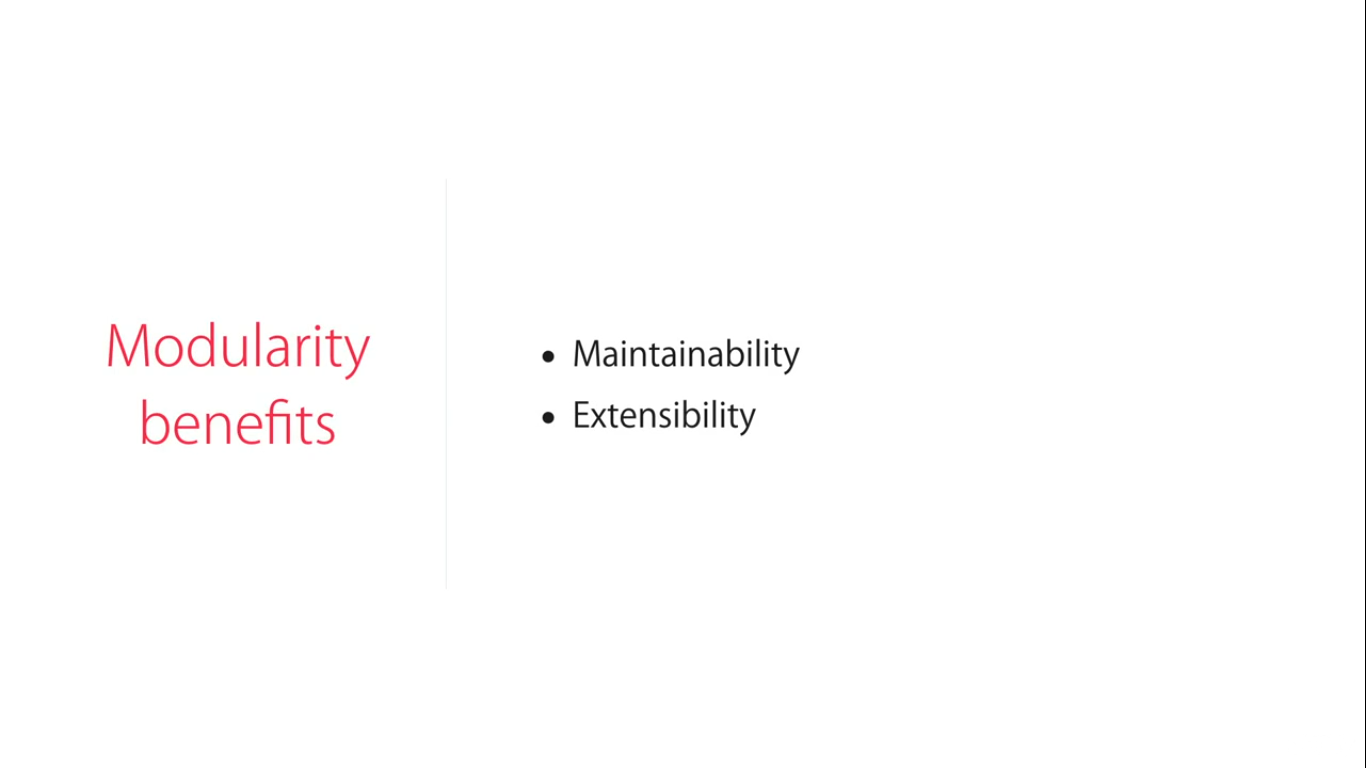 Modularity
benefits
• Maintainability
• Extensibility